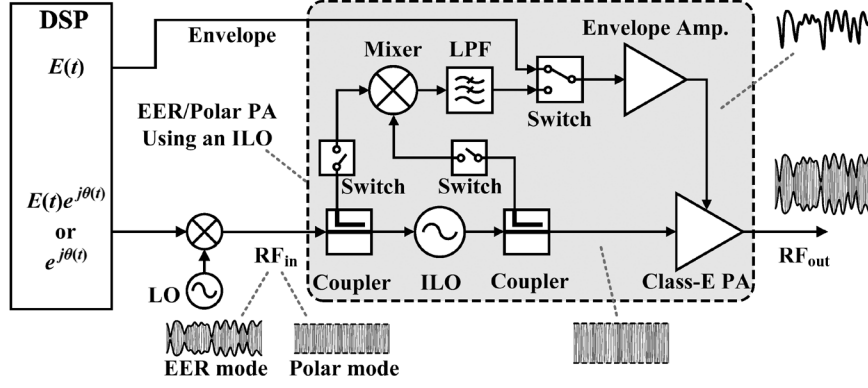 DSP
E(t)
E(t)e^{jθ(t)}
or
e^{jθ(t)}
Envelope
Mixer
LPF
Envelope Amp.
Switch
EER/Polar PA
Using an ILO
Switch
Switch
LO
RF_in
Coupler
ILO
Coupler
Class-E PA
RF_out
EER mode
Polar mode